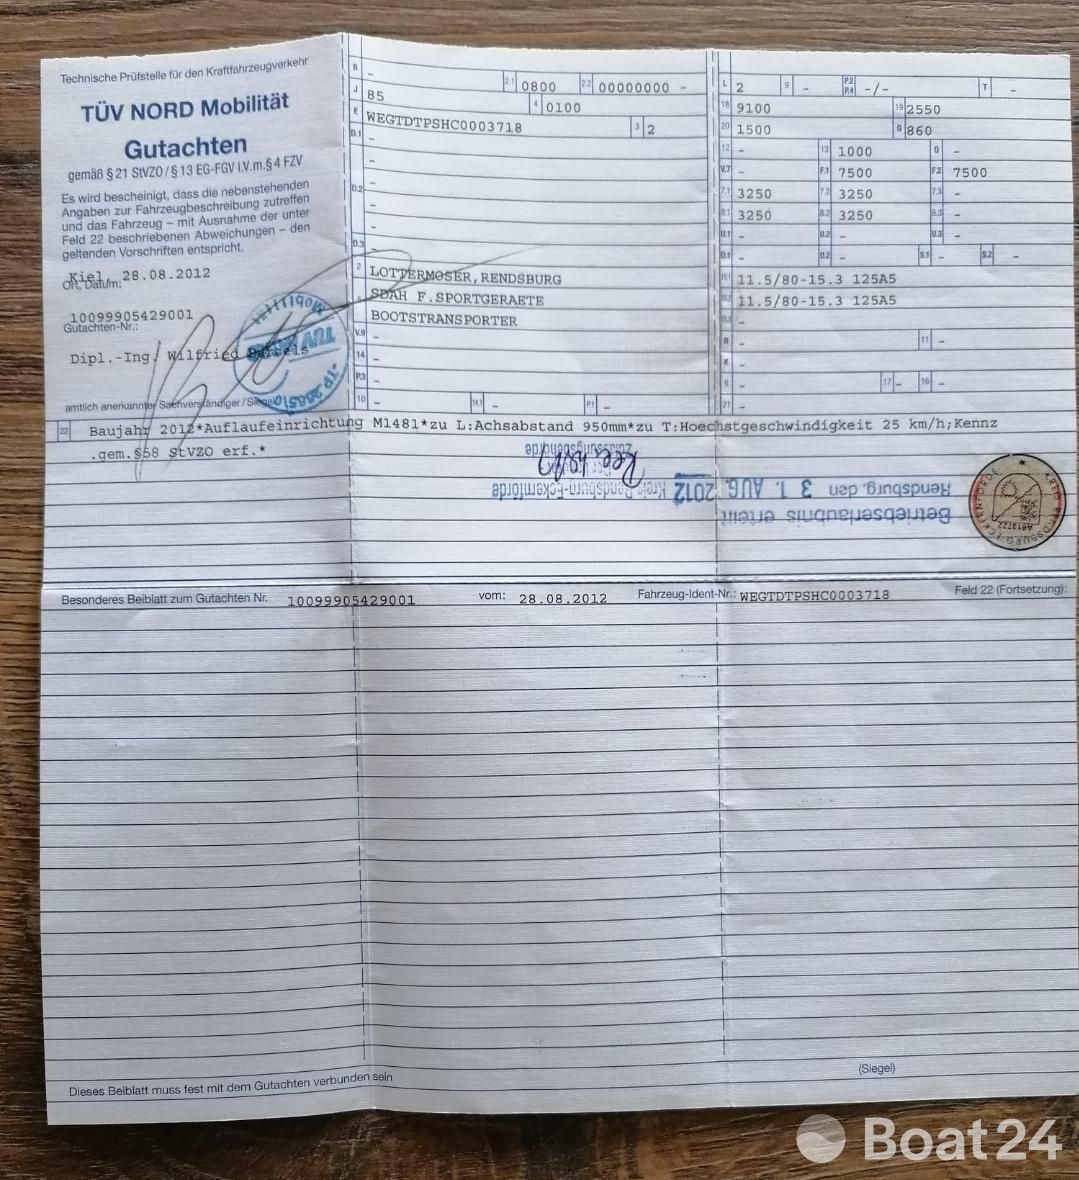 Technische Prüfstelle für den Kraftfahrzeugverkehr
TÜV NORD Mobilität
Gutachten
gemäß § 21 StVZO / § 13 EG-FGV i.V.m. § 4 FZV
Es wird bescheinigt, dass die nebenstehenden
Angaben zur Fahrzeugbeschreibung zutreffen
und das Fahrzeug – mit Ausnahme der unter
Feld 22 beschriebenen Abweichungen – den
geltenden Vorschriften entspricht.
Kiel, 28.08.2012
Ort, Datum:
10099905429001
Gutachten-Nr.:
Dipl.-Ing. Wilfried Bartels
amtlich anerkannter Sachverständiger / Siegel
B - 2.1 0800 2.2 00000000 -
J 85 4 0100
E WEGTDTPSHC0003718 3 2
D.1 -
-
D.2 -
-
-
D.3
2 LOTTERMOSER,RENDSBURG
SDAH F.SPORTGERAETE
BOOTSTRANSPORTER
V.9 -
14 -
P.3 -
10 - 14.1 - P.1 -
L 2 9 - P.2 P.4 -/- T -
18 9100 19 2550
20 1500 G 860
12 - 13 1000 Q -
V.7 - F.1 7500 F.2 7500
7.1 3250 7.2 3250 7.3 -
8.1 3250 8.2 3250 8.3 -
U.1 - U.2 - U.3 -
O.1 - O.2 - S.1 - S.2 -
15.1 11.5/80-15.3 125A5
15.2 11.5/80-15.3 125A5
15.3 -
R - 11 -
K -
6 - 17 - 16 -
21 -
22 Baujahr 2012*Auflaufeinrichtung M1481*zu L:Achsabstand 950mm*zu T:Hoechstgeschwindigkeit 25 km/h;Kennz
.gem.§58 StVZO erf.*
Betriebserlaubnis erteilt
Rendsburg, den 31. AUG. 2012
Kreis Rendsburg-Eckernförde
Zulassungsbehörde
Besonderes Beiblatt zum Gutachten Nr. 10099905429001 vom: 28.08.2012 Fahrzeug-Ident-Nr.: WEGTDTPSHC0003718 Feld 22 (Fortsetzung):
(Siegel)
Dieses Beiblatt muss fest mit dem Gutachten verbunden sein
Boat24